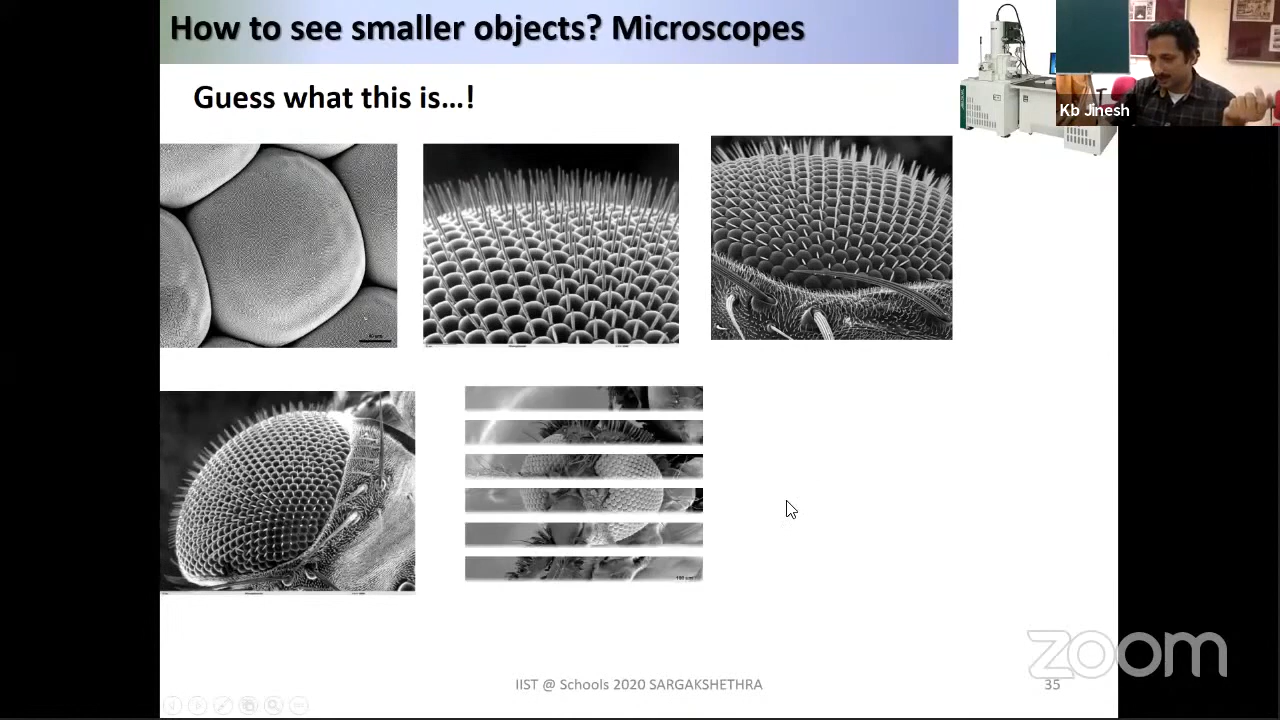 How to see smaller objects? Microscopes
Kb Jinesh
Guess what this is...!
IIST @ Schools 2020 SARGAKSHETHRA
35
zoom